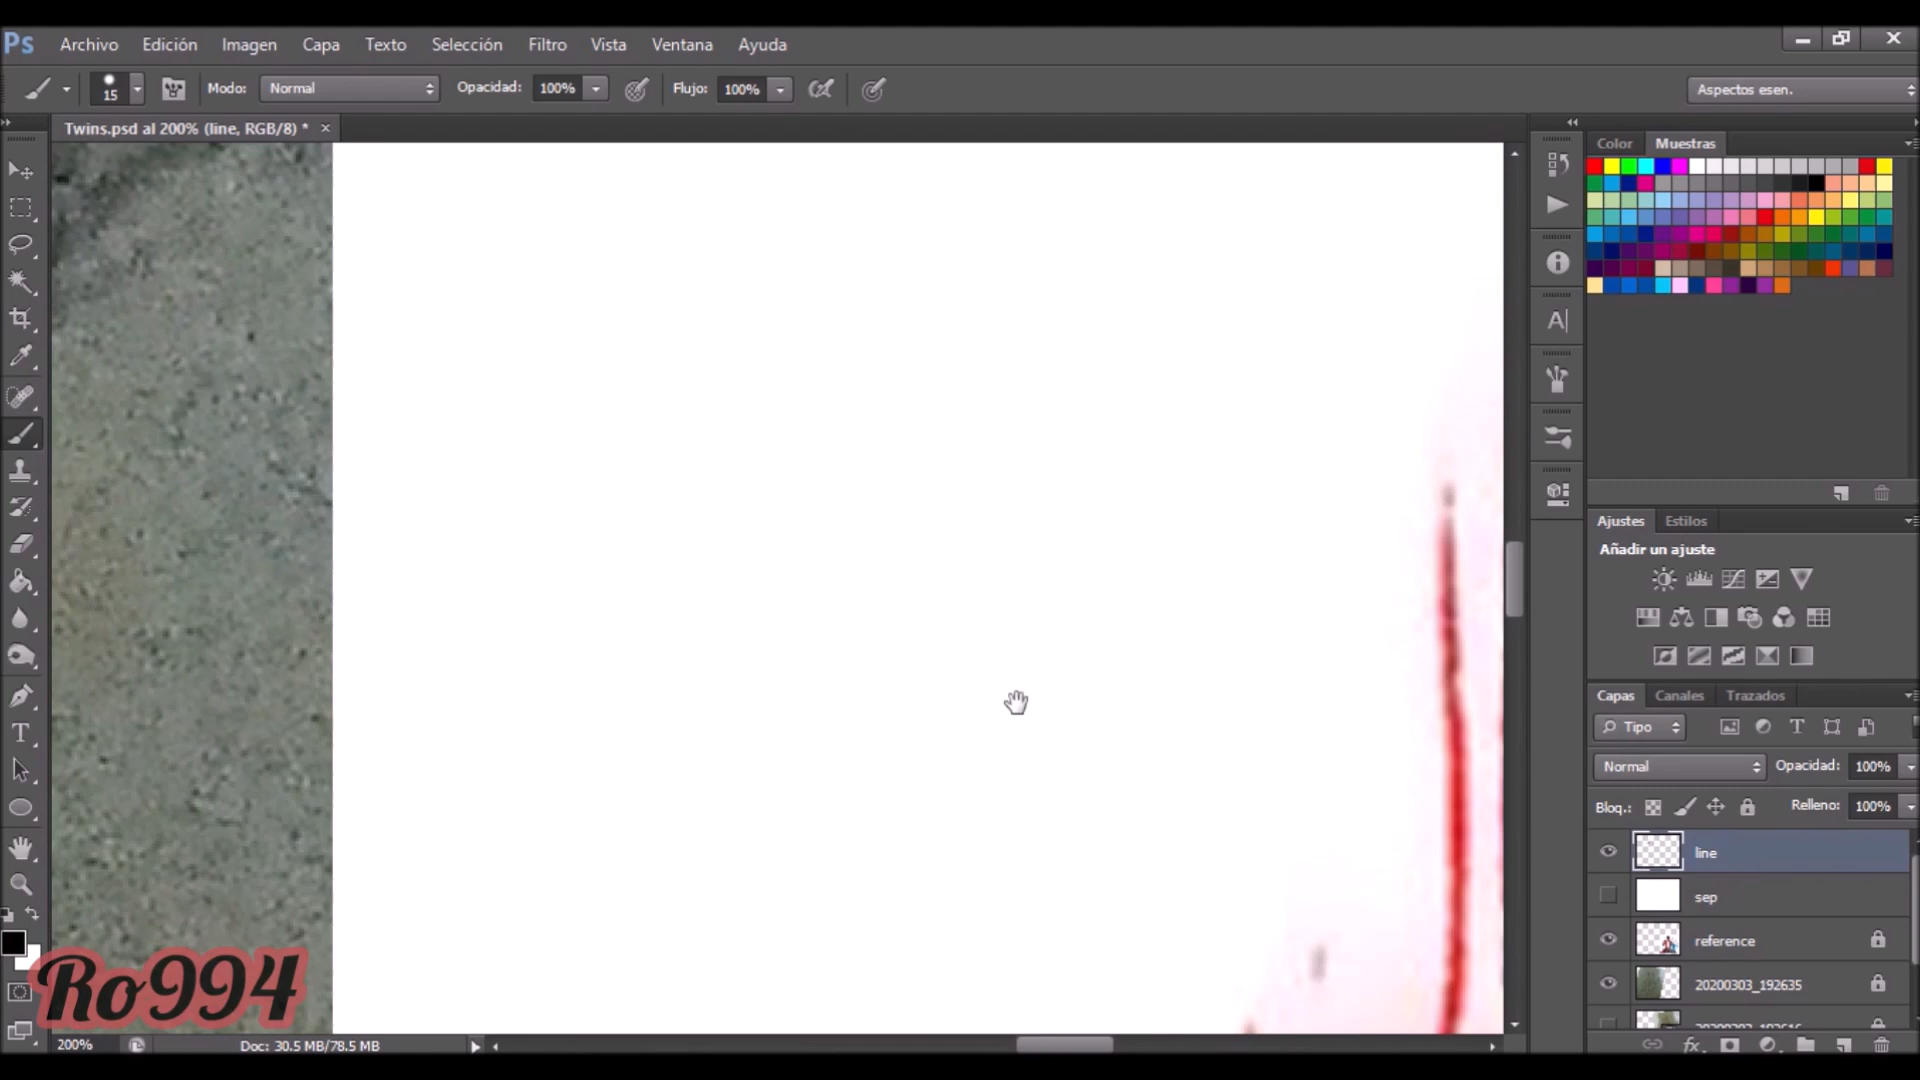 Ps Archivo Edición Imagen Capa Texto Selección Filtro Vista Ventana Ayuda
15 Modo: Normal Opacidad: 100% Flujo: 100% Aspectos esen.
Twins.psd al 200% (line, RGB/8) * ×
Color Muestras
Ajustes Estilos
Añadir un ajuste
Capas Canales Trazados
Tipo
Normal Opacidad: 100%
Bloq.: Relleno: 100%
line
sep
reference
20200303_192635
Ro994
200% Doc: 30.5 MB/78.5 MB